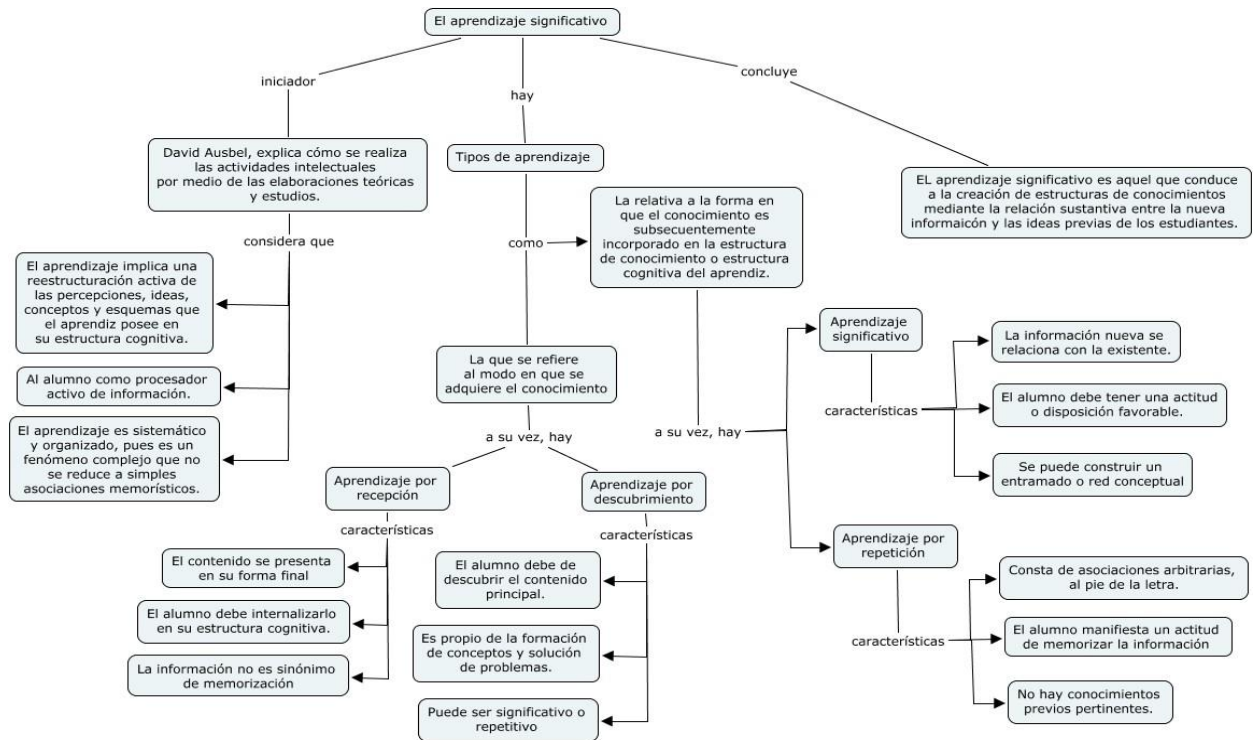 El aprendizaje significativo
iniciador
hay
concluye
David Ausbel, explica cómo se realiza
las actividades intelectuales
por medio de las elaboraciones teóricas
y estudios.
Tipos de aprendizaje
EL aprendizaje significativo es aquel que conduce
a la creación de estructuras de conocimientos
mediante la relación sustantiva entre la nueva
informaicón y las ideas previas de los estudiantes.
considera que
como
La relativa a la forma en
que el conocimiento es
subsecuentemente
incorporado en la estructura
de conocimiento o estructura
cognitiva del aprendiz.
El aprendizaje implica una
reestructuración activa de
las percepciones, ideas,
conceptos y esquemas que
el aprendiz posee en
su estructura cognitiva.
Al alumno como procesador
activo de información.
El aprendizaje es sistemático
y organizado, pues es un
fenómeno complejo que no
se reduce a simples
asociaciones memorísticos.
La que se refiere
al modo en que se
adquiere el conocimiento
a su vez, hay
Aprendizaje por
recepción
características
El contenido se presenta
en su forma final
El alumno debe internalizarlo
en su estructura cognitiva.
La información no es sinónimo
de memorización
Aprendizaje por
descubrimiento
características
El alumno debe de
descubrir el contenido
principal.
Es propio de la formación
de conceptos y solución
de problemas.
Puede ser significativo o
repetitivo
a su vez, hay
Aprendizaje
significativo
características
La información nueva se
relaciona con la existente.
El alumno debe tener una actitud
o disposición favorable.
Se puede construir un
entramado o red conceptual
Aprendizaje por
repetición
características
Consta de asociaciones arbitrarias,
al pie de la letra.
El alumno manifiesta un actitud
de memorizar la información
No hay conocimientos
previos pertinentes.